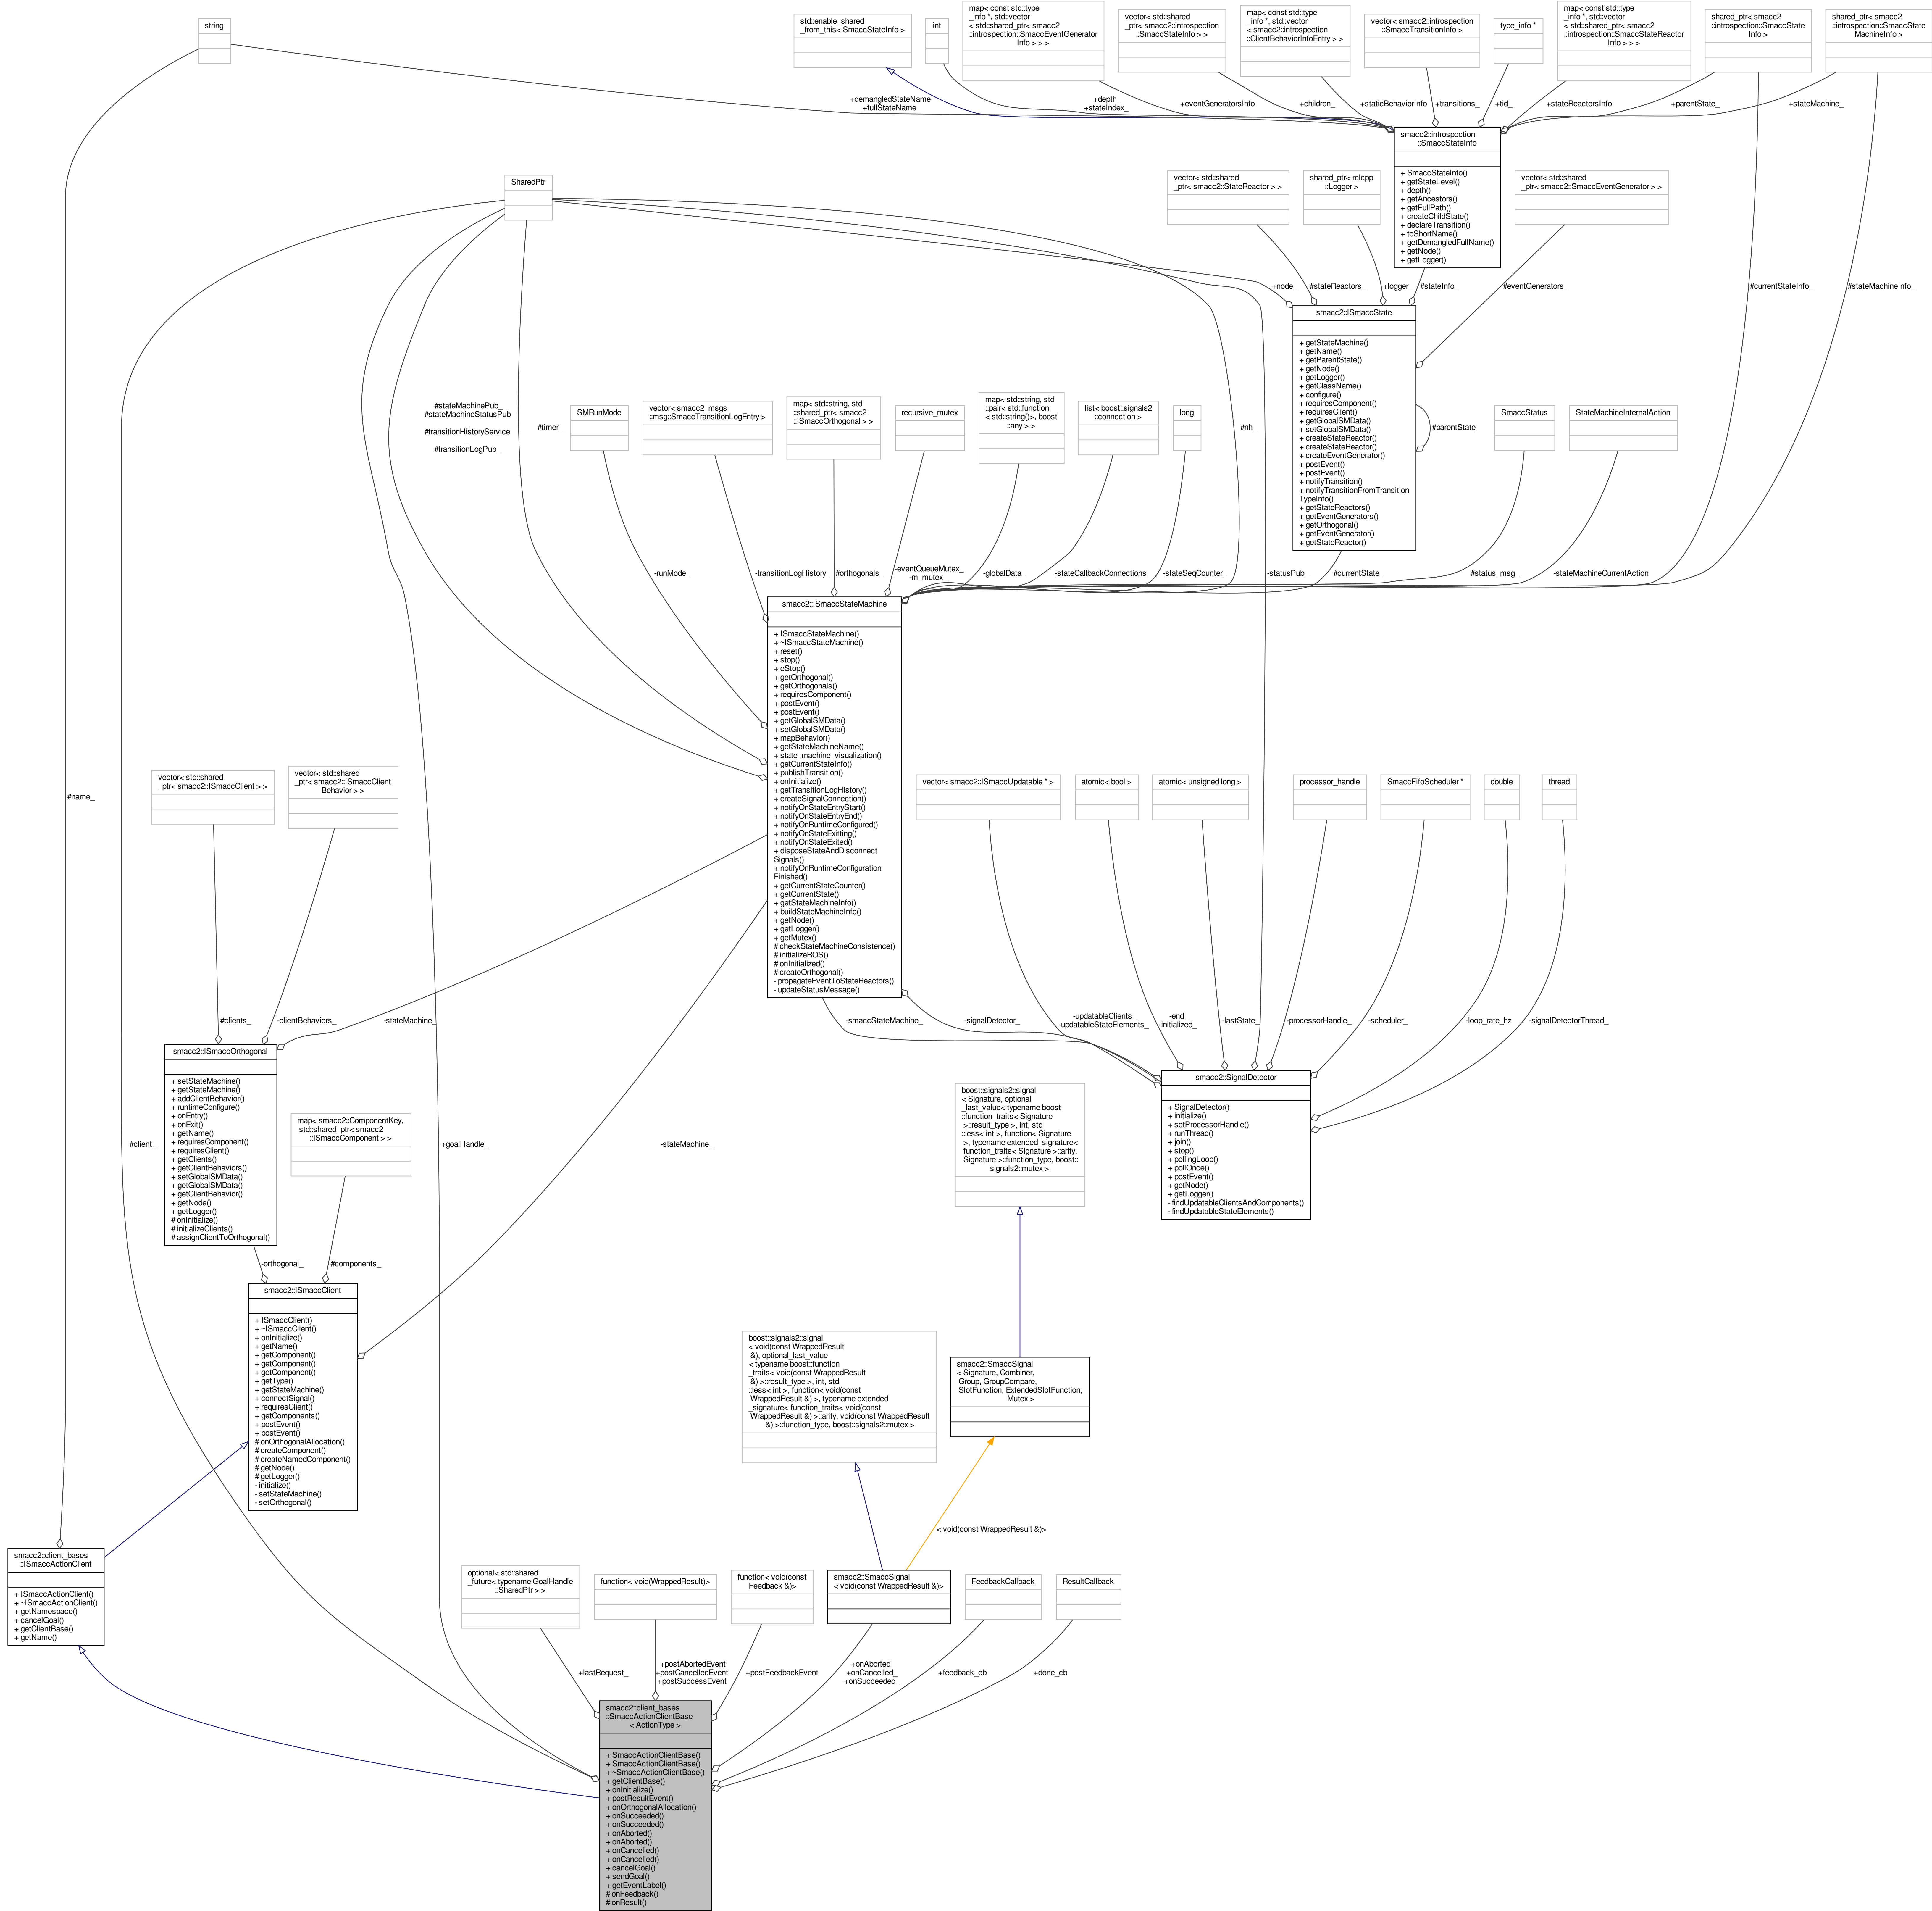 string
std::enable_shared
_from_this< SmaccStateInfo >
int
map< const std::type
_info *, std::vector
< std::shared_ptr< smacc2
::introspection::SmaccEventGenerator
Info > > >
vector< std::shared
_ptr< smacc2::introspection
::SmaccStateInfo > >
map< const std::type
_info *, std::vector
< smacc2::introspection
::ClientBehaviorInfoEntry > >
vector< smacc2::introspection
::SmaccTransitionInfo >
type_info *
map< const std::type
_info *, std::vector
< std::shared_ptr< smacc2
::introspection::SmaccStateReactor
Info > > >
shared_ptr< smacc2
::introspection::SmaccState
Info >
shared_ptr< smacc2
::introspection::SmaccState
MachineInfo >
+demangledStateName
+fullStateName
+depth_
+stateIndex_
+eventGeneratorsInfo
+children_
+staticBehaviorInfo
+transitions_
+tid_
+stateReactorsInfo
+parentState_
+stateMachine_
smacc2::introspection
::SmaccStateInfo
+ SmaccStateInfo()
+ getStateLevel()
+ depth()
+ getAncestors()
+ getFullPath()
+ createChildState()
+ declareTransition()
+ toShortName()
+ getDemangledFullName()
+ getNode()
+ getLogger()
SharedPtr
vector< std::shared
_ptr< smacc2::StateReactor > >
shared_ptr< rclcpp
::Logger >
vector< std::shared
_ptr< smacc2::SmaccEventGenerator > >
+node_
#stateReactors_
+logger_
#stateInfo_
#eventGenerators_
#currentStateInfo_
#stateMachineInfo_
smacc2::ISmaccState
+ getStateMachine()
+ getName()
+ getParentState()
+ getNode()
+ getLogger()
+ getClassName()
+ configure()
+ requiresComponent()
+ requiresClient()
+ getGlobalSMData()
+ setGlobalSMData()
+ createStateReactor()
+ createStateReactor()
+ createEventGenerator()
+ postEvent()
+ postEvent()
+ notifyTransition()
+ notifyTransitionFromTransition
TypeInfo()
+ getStateReactors()
+ getEventGenerators()
+ getOrthogonal()
+ getEventGenerator()
+ getStateReactor()
#parentState_
#stateMachinePub_
#stateMachineStatusPub
_
#transitionHistoryService
_
#transitionLogPub_
#timer_
SMRunMode
vector< smacc2_msgs
::msg::SmaccTransitionLogEntry >
map< std::string, std
::shared_ptr< smacc2
::ISmaccOrthogonal > >
recursive_mutex
map< std::string, std
::pair< std::function
< std::string()>, boost
::any > >
list< boost::signals2
::connection >
long
#nh_
SmaccStatus
StateMachineInternalAction
-runMode_
-transitionLogHistory_
#orthogonals_
-eventQueueMutex_
-m_mutex_
-globalData_
-stateCallbackConnections
-stateSeqCounter_
-statusPub_
#currentState_
#status_msg_
-stateMachineCurrentAction
smacc2::ISmaccStateMachine
+ ISmaccStateMachine()
+ ~ISmaccStateMachine()
+ reset()
+ stop()
+ eStop()
+ getOrthogonal()
+ getOrthogonals()
+ requiresComponent()
+ postEvent()
+ postEvent()
+ getGlobalSMData()
+ setGlobalSMData()
+ mapBehavior()
+ getStateMachineName()
+ state_machine_visualization()
+ getCurrentStateInfo()
+ publishTransition()
+ onInitialize()
+ getTransitionLogHistory()
+ createSignalConnection()
+ notifyOnStateEntryStart()
+ notifyOnStateEntryEnd()
+ notifyOnRuntimeConfigured()
+ notifyOnStateExitting()
+ notifyOnStateExited()
+ disposeStateAndDisconnect
Signals()
+ notifyOnRuntimeConfiguration
Finished()
+ getCurrentStateCounter()
+ getCurrentState()
+ getStateMachineInfo()
+ buildStateMachineInfo()
+ getNode()
+ getLogger()
+ getMutex()
# checkStateMachineConsistence()
# initializeROS()
# onInitialized()
# createOrthogonal()
- propagateEventToStateReactors()
- updateStatusMessage()
#name_
vector< std::shared
_ptr< smacc2::ISmaccClient > >
vector< std::shared
_ptr< smacc2::ISmaccClient
Behavior > >
vector< smacc2::ISmaccUpdatable * >
atomic< bool >
atomic< unsigned long >
processor_handle
SmaccFifoScheduler *
double
thread
#clients_
-clientBehaviors_
-stateMachine_
-smaccStateMachine_
-signalDetector_
-updatableClients_
-updatableStateElements_
-end_
-initialized_
-lastState_
-processorHandle_
-scheduler_
-loop_rate_hz
-signalDetectorThread_
smacc2::ISmaccOrthogonal
+ setStateMachine()
+ getStateMachine()
+ addClientBehavior()
+ runtimeConfigure()
+ onEntry()
+ onExit()
+ getName()
+ requiresComponent()
+ requiresClient()
+ getClients()
+ getClientBehaviors()
+ setGlobalSMData()
+ getGlobalSMData()
+ getClientBehavior()
+ getNode()
+ getLogger()
# onInitialize()
# initializeClients()
# assignClientToOrthogonal()
map< smacc2::ComponentKey,
std::shared_ptr< smacc2
::ISmaccComponent > >
#client_
+goalHandle_
-stateMachine_
boost::signals2::signal
< Signature, optional
_last_value< typename boost
::function_traits< Signature
>::result_type >, int, std
::less< int >, function< Signature
>, typename extended_signature<
function_traits< Signature >::arity,
Signature >::function_type, boost::
signals2::mutex >
smacc2::SignalDetector
+ SignalDetector()
+ initialize()
+ setProcessorHandle()
+ runThread()
+ join()
+ stop()
+ pollingLoop()
+ pollOnce()
+ postEvent()
+ getNode()
+ getLogger()
- findUpdatableClientsAndComponents()
- findUpdatableStateElements()
-orthogonal_
#components_
smacc2::ISmaccClient
+ ISmaccClient()
+ ~ISmaccClient()
+ onInitialize()
+ getName()
+ getComponent()
+ getComponent()
+ getComponent()
+ getType()
+ getStateMachine()
+ connectSignal()
+ requiresClient()
+ getComponents()
+ postEvent()
+ postEvent()
# onOrthogonalAllocation()
# createComponent()
# createNamedComponent()
# getNode()
# getLogger()
- initialize()
- setStateMachine()
- setOrthogonal()
boost::signals2::signal
< void(const WrappedResult
&), optional_last_value
< typename boost::function
_traits< void(const WrappedResult
&) >::result_type >, int, std
::less< int >, function< void(const
WrappedResult &) >, typename extended
_signature< function_traits< void(const
WrappedResult &) >::arity, void(const WrappedResult
&) >::function_type, boost::signals2::mutex >
smacc2::SmaccSignal
< Signature, Combiner,
Group, GroupCompare,
SlotFunction, ExtendedSlotFunction,
Mutex >
< void(const WrappedResult &)>
smacc2::client_bases
::ISmaccActionClient
+ ISmaccActionClient()
+ ~ISmaccActionClient()
+ getNamespace()
+ cancelGoal()
+ getClientBase()
+ getName()
optional< std::shared
_future< typename GoalHandle
::SharedPtr > >
function< void(WrappedResult)>
function< void(const
Feedback &)>
smacc2::SmaccSignal
< void(const WrappedResult &)>
FeedbackCallback
ResultCallback
+lastRequest_
+postAbortedEvent
+postCancelledEvent
+postSuccessEvent
+postFeedbackEvent
+onAborted_
+onCancelled_
+onSucceeded_
+feedback_cb
+done_cb
smacc2::client_bases
::SmaccActionClientBase
< ActionType >
+ SmaccActionClientBase()
+ SmaccActionClientBase()
+ ~SmaccActionClientBase()
+ getClientBase()
+ onInitialize()
+ postResultEvent()
+ onOrthogonalAllocation()
+ onSucceeded()
+ onSucceeded()
+ onAborted()
+ onAborted()
+ onCancelled()
+ onCancelled()
+ cancelGoal()
+ sendGoal()
+ getEventLabel()
# onFeedback()
# onResult()